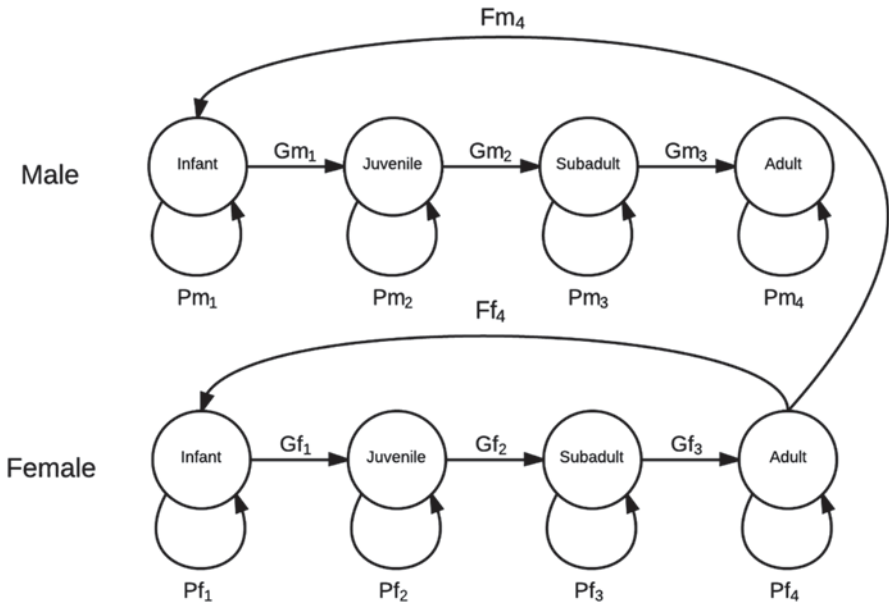 Fm₄
Male
Infant Gm₁ Juvenile Gm₂ Subadult Gm₃ Adult
Pm₁ Pm₂ Pm₃ Pm₄
Ff₄
Female
Infant Gf₁ Juvenile Gf₂ Subadult Gf₃ Adult
Pf₁ Pf₂ Pf₃ Pf₄